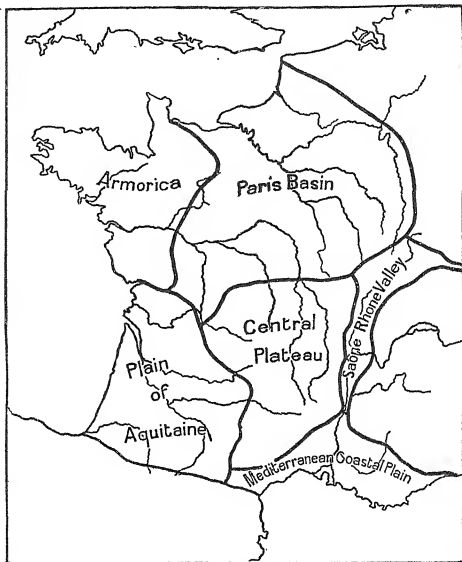 Armorica
Paris Basin
Saône Rhone Valley
Central
Plateau
Plain
of
Aquitaine
Mediterranean Coastal Plain